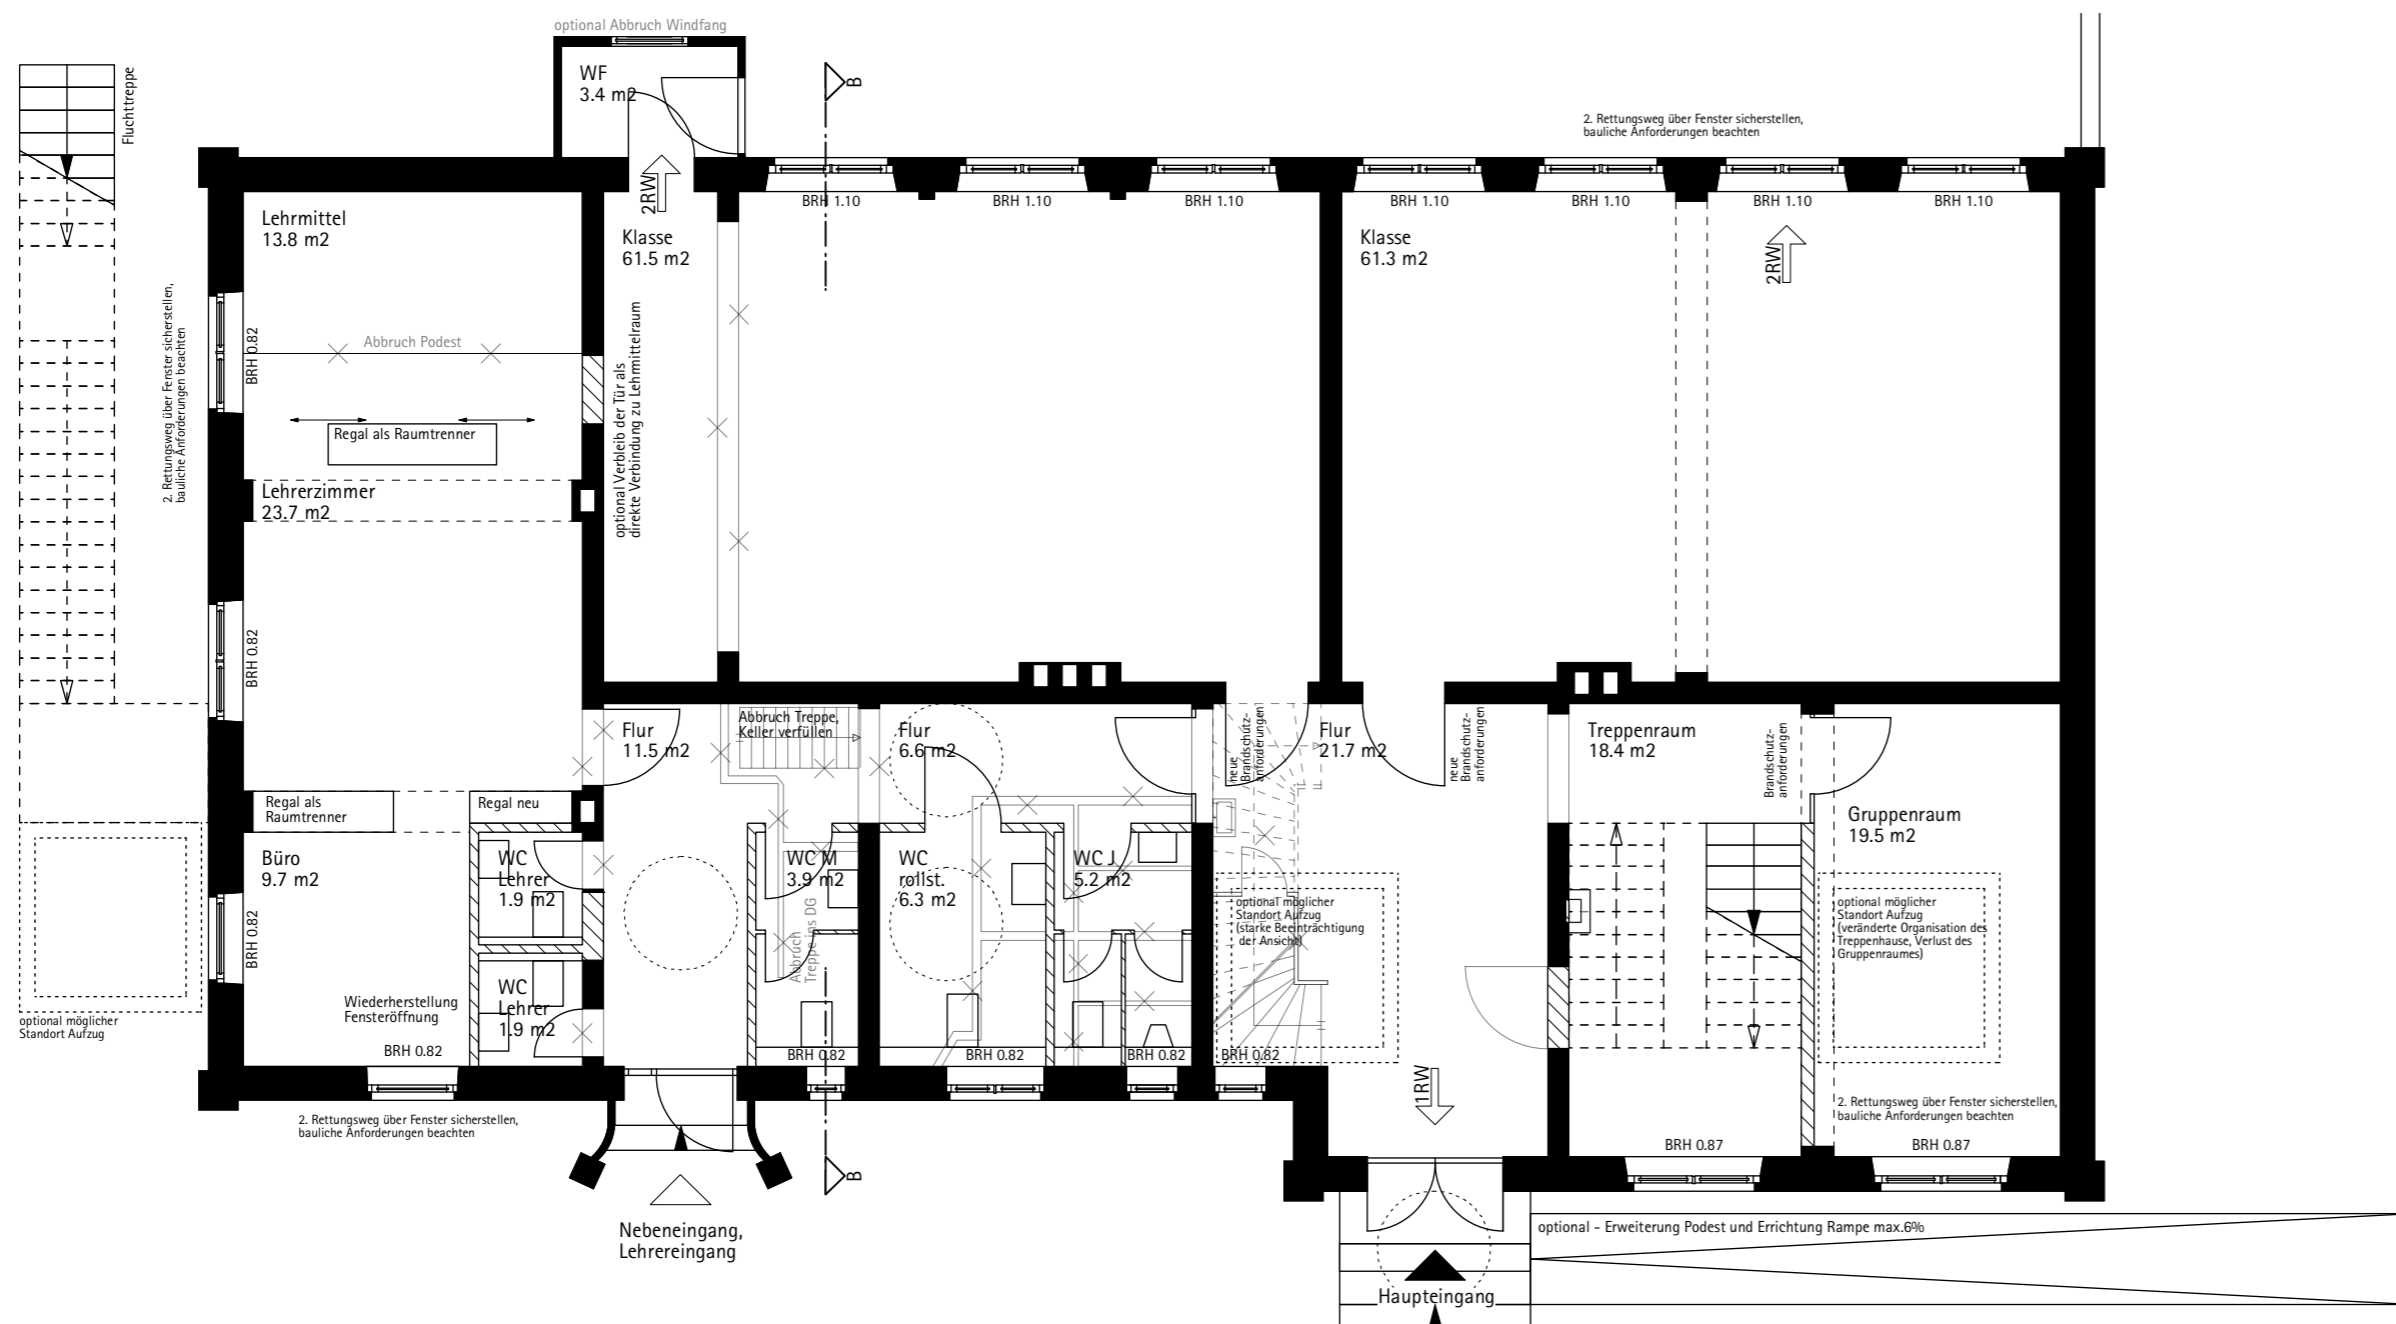 optional Abbruch Windfang
WF
3.4 m2
B
Fluchttreppe
2. Rettungsweg über Fenster sicherstellen,
bauliche Anforderungen beachten
2RW
BRH 1.10
BRH 1.10
BRH 1.10
BRH 1.10
BRH 1.10
BRH 1.10
BRH 1.10
Lehrmittel
13.8 m2
Klasse
61.5 m2
Klasse
61.3 m2
2RW
2. Rettungsweg über Fenster sicherstellen,
bauliche Anforderungen beachten
BRH 0.82
Abbruch Podest
optional Verbleib der Tür als
direkte Verbindung zu Lehrmittelraum
Regal als Raumtrenner
Lehrerzimmer
23.7 m2
BRH 0.82
Flur
11.5 m2
Abbruch Treppe,
Keller verfüllen
Flur
6.6 m2
neue
Brandschutz-
anforderungen
Flur
21.7 m2
neue
Brandschutz-
anforderungen
Treppenraum
18.4 m2
Brandschutz-
anforderungen
Regal als
Raumtrenner
Regal neu
Gruppenraum
19.5 m2
Büro
9.7 m2
WC
Lehrer
1.9 m2
WC M
3.9 m2
WC
rollst.
6.3 m2
WC J
5.2 m2
BRH 0.82
Abbruch
Treppe ins DG
optional möglicher
Standort Aufzug
(starke Beeinträchtigung
der Ansicht)
optional möglicher
Standort Aufzug
(veränderte Organisation des
Treppenhause, Verlust des
Gruppenraumes)
WC
Lehrer
1.9 m2
Wiederherstellung
Fensteröffnung
optional möglicher
Standort Aufzug
BRH 0.82
BRH 0.82
BRH 0.82
BRH 0.82
BRH 0.82
1RW
2. Rettungsweg über Fenster sicherstellen,
bauliche Anforderungen beachten
2. Rettungsweg über Fenster sicherstellen,
bauliche Anforderungen beachten
BRH 0.87
BRH 0.87
B
Nebeneingang,
Lehrereingang
optional - Erweiterung Podest und Errichtung Rampe max.6%
Haupteingang